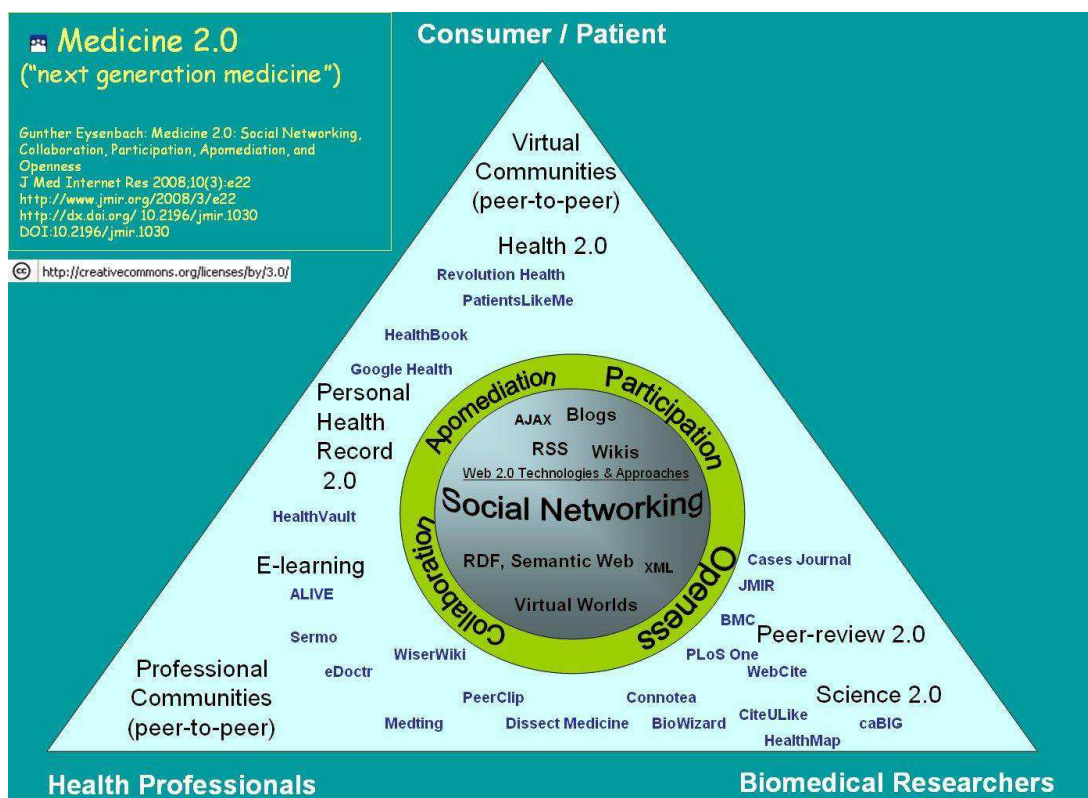 Medicine 2.0
("next generation medicine")
Gunther Eysenbach: Medicine 2.0: Social Networking,
Collaboration, Participation, Apomediation, and
Openness
J Med Internet Res 2008;10(3):e22
http://www.jmir.org/2008/3/e22
http://dx.doi.org/ 10.2196/jmir.1030
DOI:10.2196/jmir.1030
cc http://creativecommons.org/licenses/by/3.0/
Consumer / Patient
Virtual
Communities
(peer-to-peer)
Health 2.0
Revolution Health
PatientsLikeMe
HealthBook
Google Health
Personal
Health
Record
2.0
HealthVault
E-learning
ALIVE
Sermo
eDoctr
WiserWiki
Professional
Communities
(peer-to-peer)
PeerClip
Medting
Dissect Medicine
Apomediation
Participation
Collaboration
Openess
AJAX Blogs
RSS Wikis
Web 2.0 Technologies & Approaches
Social Networking
RDF, Semantic Web XML
Virtual Worlds
Cases Journal
JMIR
BMC
Peer-review 2.0
PLoS One
WebCite
Connotea
Science 2.0
BioWizard
CiteULike
caBIG
HealthMap
Health Professionals
Biomedical Researchers